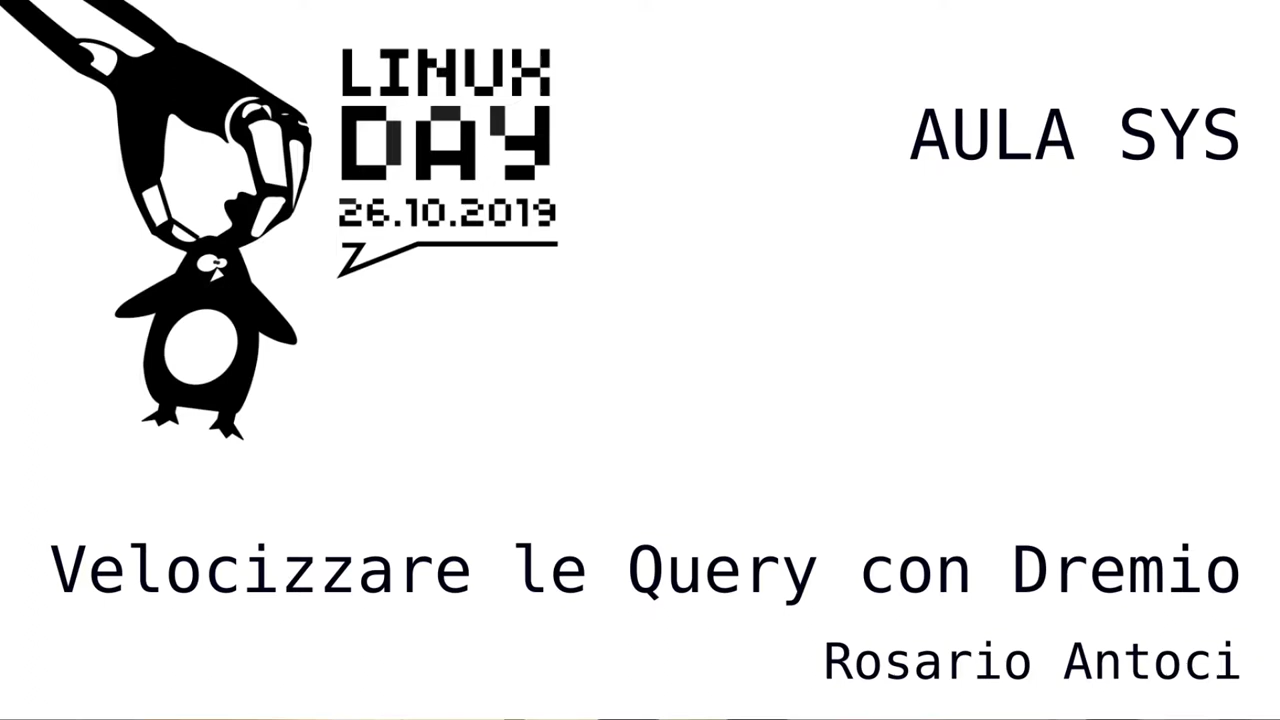 LINUX
DAY
26.10.2019
AULA SYS
Velocizzare le Query con Dremio
Rosario Antoci